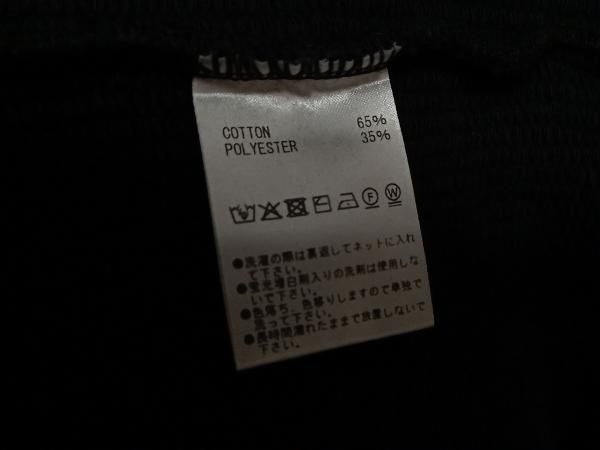 COTTON 65%
POLYESTER 35%
F W
●洗濯の際は裏返してネットに入れ
て下さい。
●蛍光増白剤入りの洗剤は使用しな
いで下さい。
●色落ち、色移りしますので単独で
洗って下さい。
●長時間濡れたままで放置しないで
下さい。